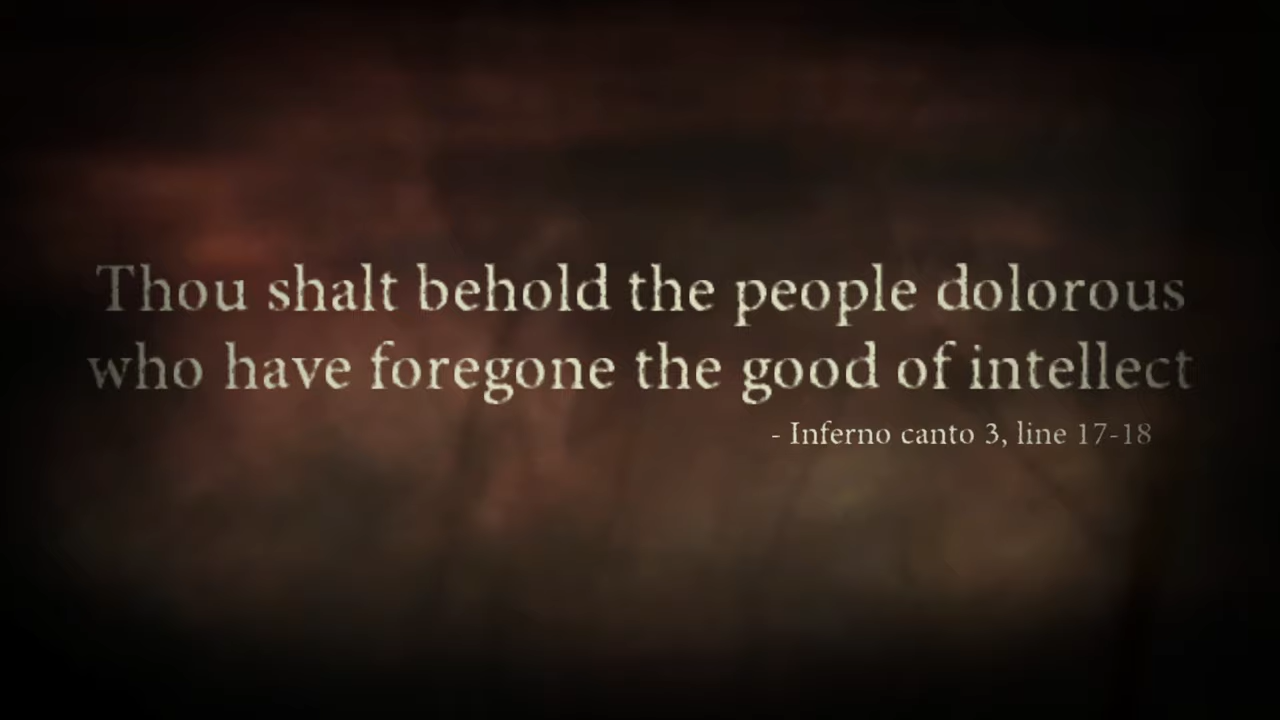 Thou shalt behold the people dolorous
who have foregone the good of intellect
- Inferno canto 3, line 17-18